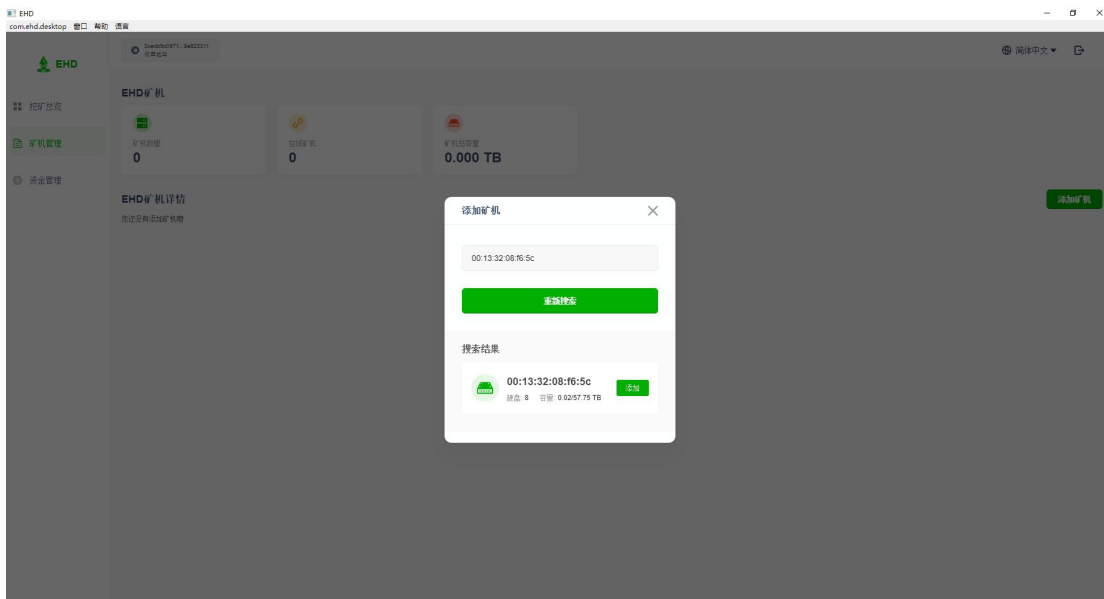 EHD
com.ehd.desktop 窗口 帮助 语言
EHD
简体中文
挖矿总览
矿机管理
资金管理
EHD矿机
矿机数量
0
在线矿机
0
矿机总容量
0.000 TB
EHD矿机详情
添加矿机
您还没有添加矿机哦
添加矿机
00:13:32:08:f6:5c
重新搜索
搜索结果
00:13:32:08:f6:5c
硬盘: 8 容量: 0.02/57.75 TB
添加